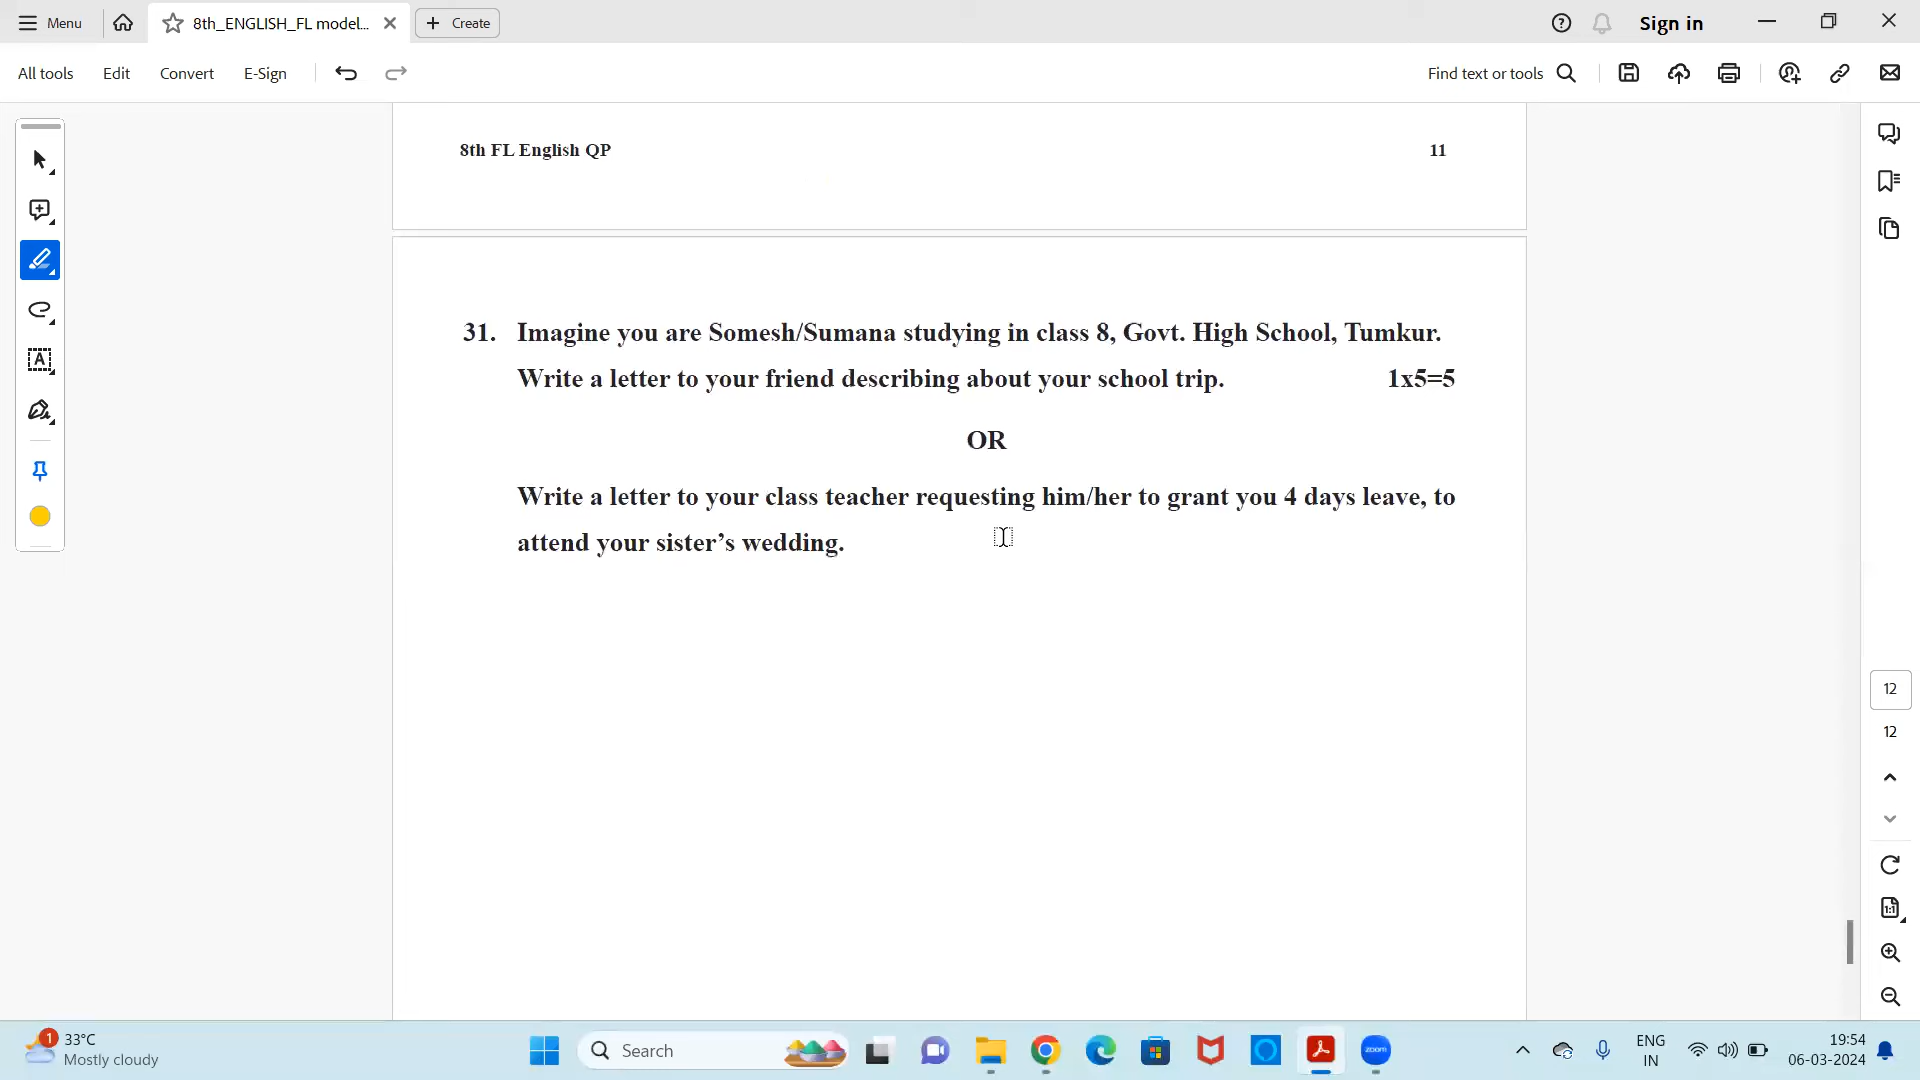 Menu
8th_ENGLISH_FL model...
Create
Sign in
All tools
Edit
Convert
E-Sign
Find text or tools
8th FL English QP 11
31. Imagine you are Somesh/Sumana studying in class 8, Govt. High School, Tumkur.
Write a letter to your friend describing about your school trip. 1x5=5
OR
Write a letter to your class teacher requesting him/her to grant you 4 days leave, to
attend your sister’s wedding.
A
12
12
1:1
1
33°C
Mostly cloudy
Search
zoom
ENG
IN
19:54
06-03-2024